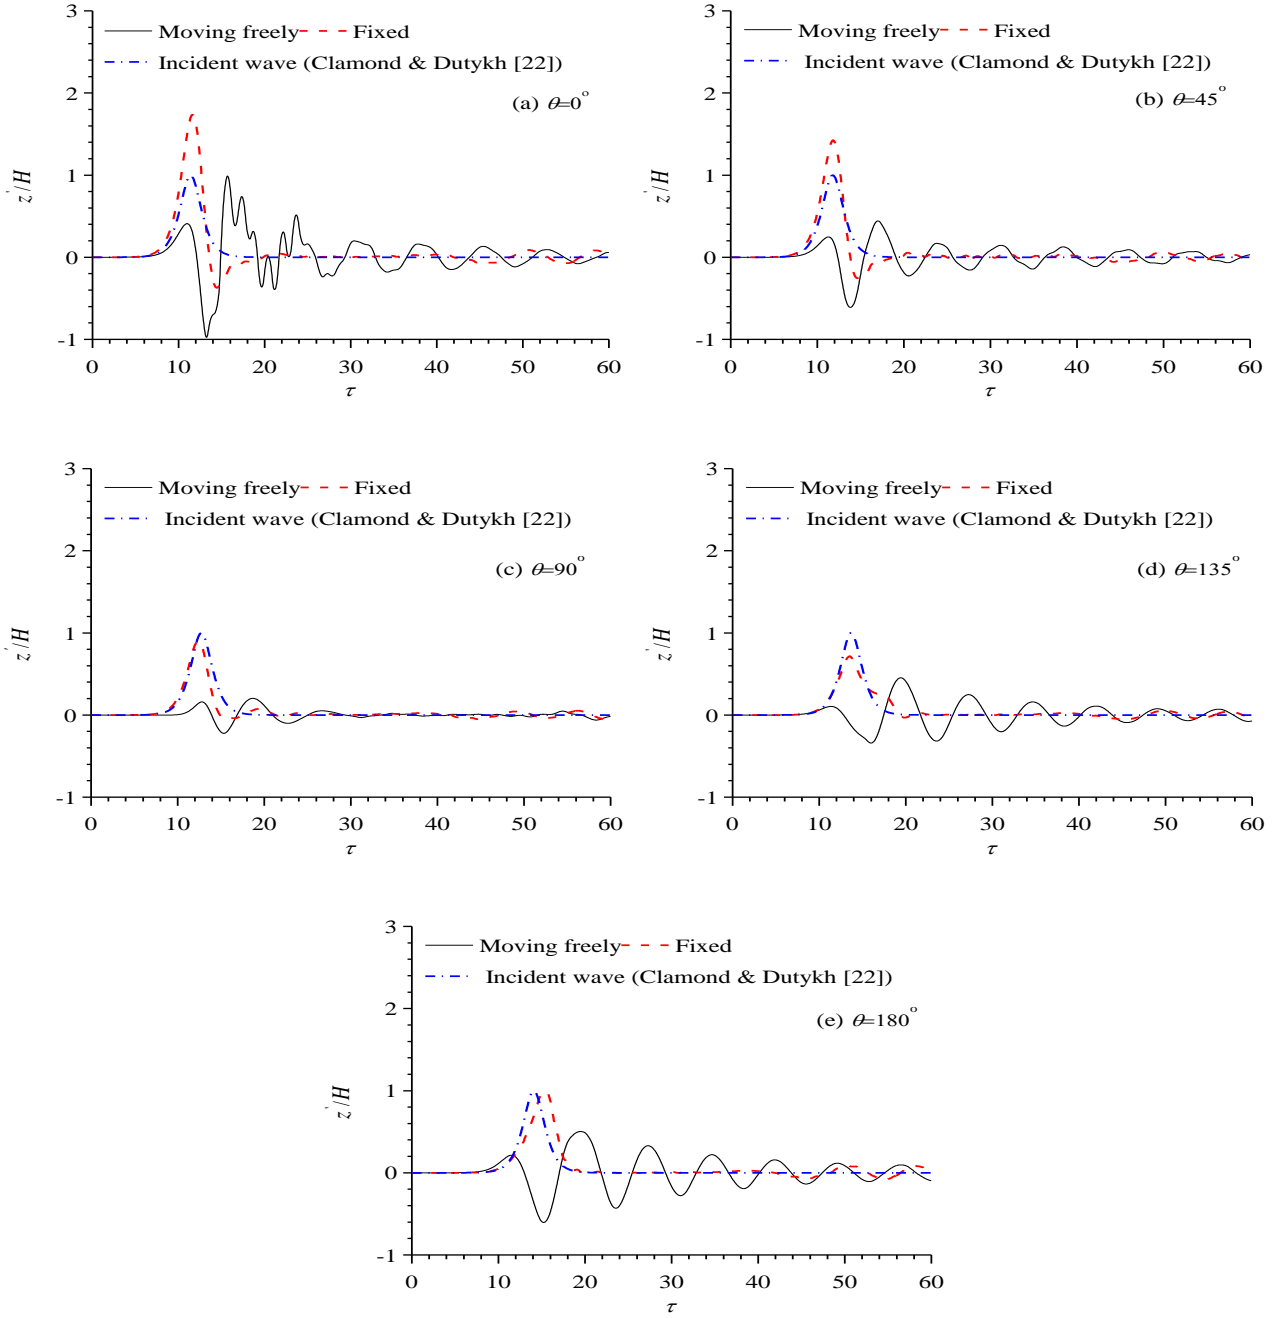 3
Moving freely
Fixed
Incident wave (Clamond & Dutykh [22])
2
(a) θ=0°
1
0
-1
z'/H
0 10 20 30 40 50 60
τ
3
Moving freely
Fixed
Incident wave (Clamond & Dutykh [22])
2
(b) θ=45°
1
0
-1
z'/H
0 10 20 30 40 50 60
τ
3
Moving freely
Fixed
Incident wave (Clamond & Dutykh [22])
2
(c) θ=90°
1
0
-1
z'/H
0 10 20 30 40 50 60
τ
3
Moving freely
Fixed
Incident wave (Clamond & Dutykh [22])
2
(d) θ=135°
1
0
-1
z'/H
0 10 20 30 40 50 60
τ
3
Moving freely
Fixed
Incident wave (Clamond & Dutykh [22])
2
(e) θ=180°
1
0
-1
z'/H
0 10 20 30 40 50 60
τ